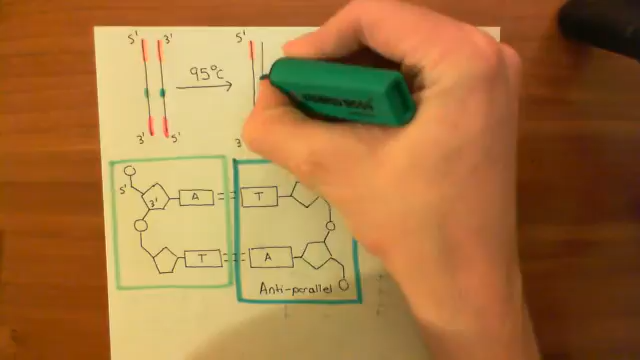 5' 3' 5'
95°C
3' 5' 3
5' 3' A T
T A
Anti-parallel